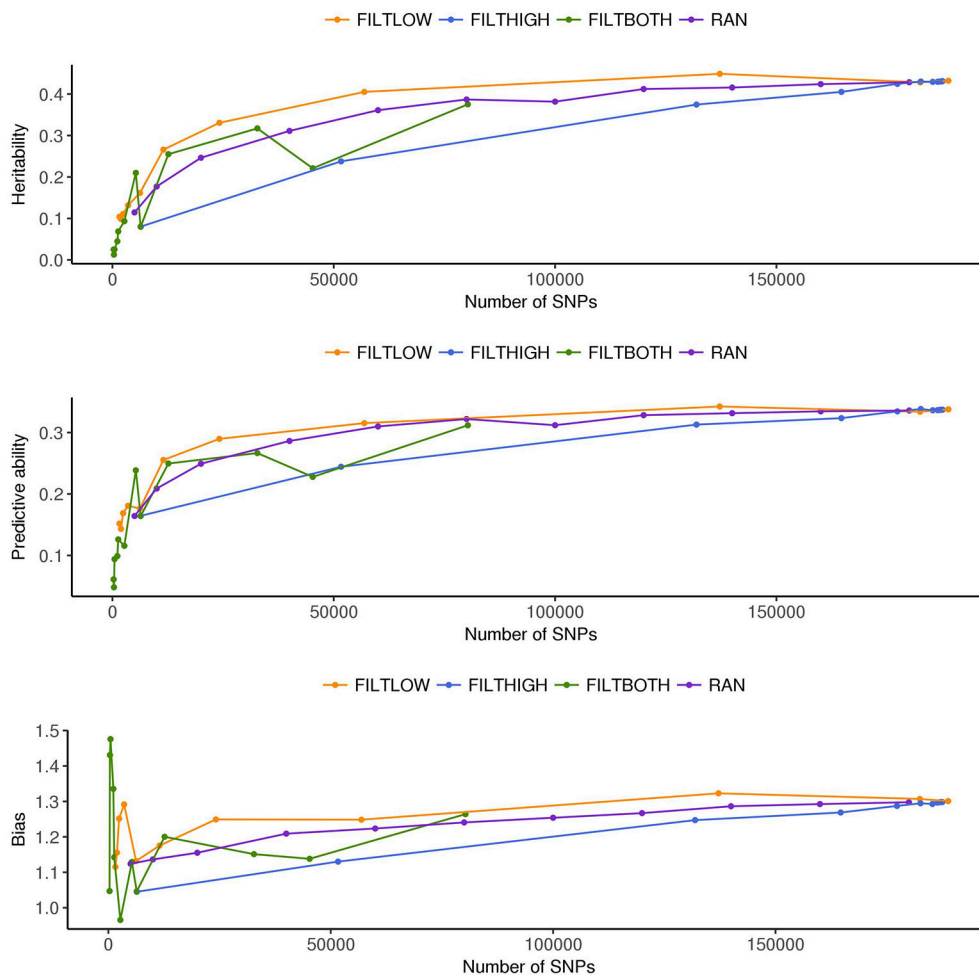 FILTLOW FILTHIGH FILTBOTH RAN
Heritability
0.4
0.3
0.2
0.1
0.0
0 50000 100000 150000
Number of SNPs
FILTLOW FILTHIGH FILTBOTH RAN
Predictive ability
0.3
0.2
0.1
0 50000 100000 150000
Number of SNPs
FILTLOW FILTHIGH FILTBOTH RAN
Bias
1.5
1.4
1.3
1.2
1.1
1.0
0 50000 100000 150000
Number of SNPs